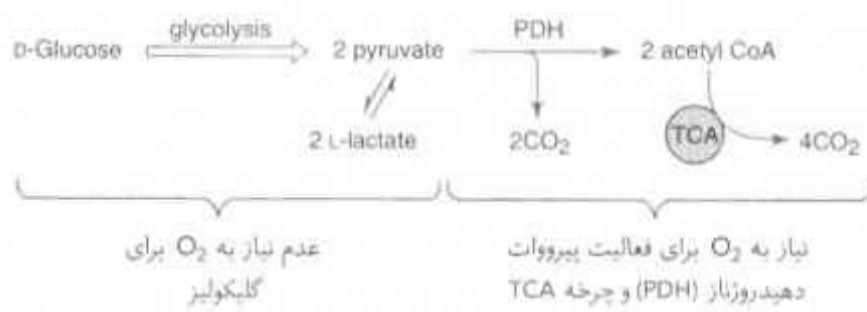 glycolysis
PDH
D-Glucose
2 pyruvate
2 acetyl CoA
2 L-lactate
2CO₂
TCA
4CO₂
عدم نیاز به O₂ برای
گلیکولیز
نیاز به O₂ برای فعالیت پیرووات
دهیدروژناز (PDH) و چرخه TCA